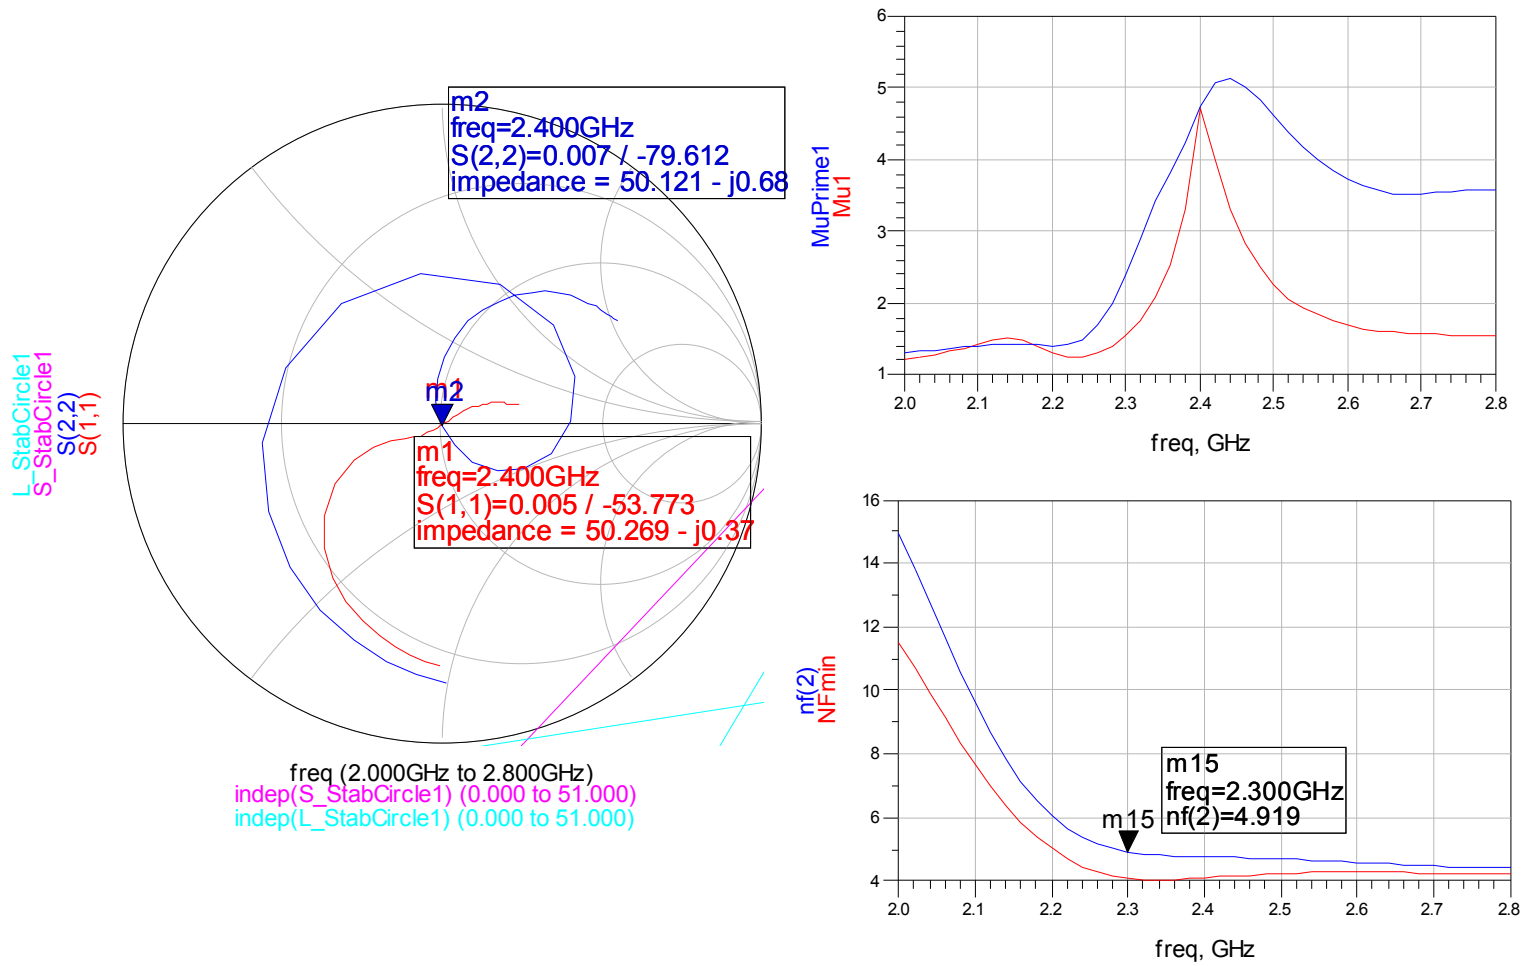 m2
freq=2.400GHz
S(2,2)=0.007 / -79.612
impedance = 50.121 - j0.68
m1
m2
m1
freq=2.400GHz
S(1,1)=0.005 / -53.773
impedance = 50.269 - j0.37
L_StabCircle1
S_StabCircle1
S(2,2)
S(1,1)
freq (2.000GHz to 2.800GHz)
indep(S_StabCircle1) (0.000 to 51.000)
indep(L_StabCircle1) (0.000 to 51.000)
MuPrime1
Mu1
6
5
4
3
2
1
2.0 2.1 2.2 2.3 2.4 2.5 2.6 2.7 2.8
freq, GHz
nf(2)
NFmin
16
14
12
10
8
6
4
m15
m15
freq=2.300GHz
nf(2)=4.919
2.0 2.1 2.2 2.3 2.4 2.5 2.6 2.7 2.8
freq, GHz